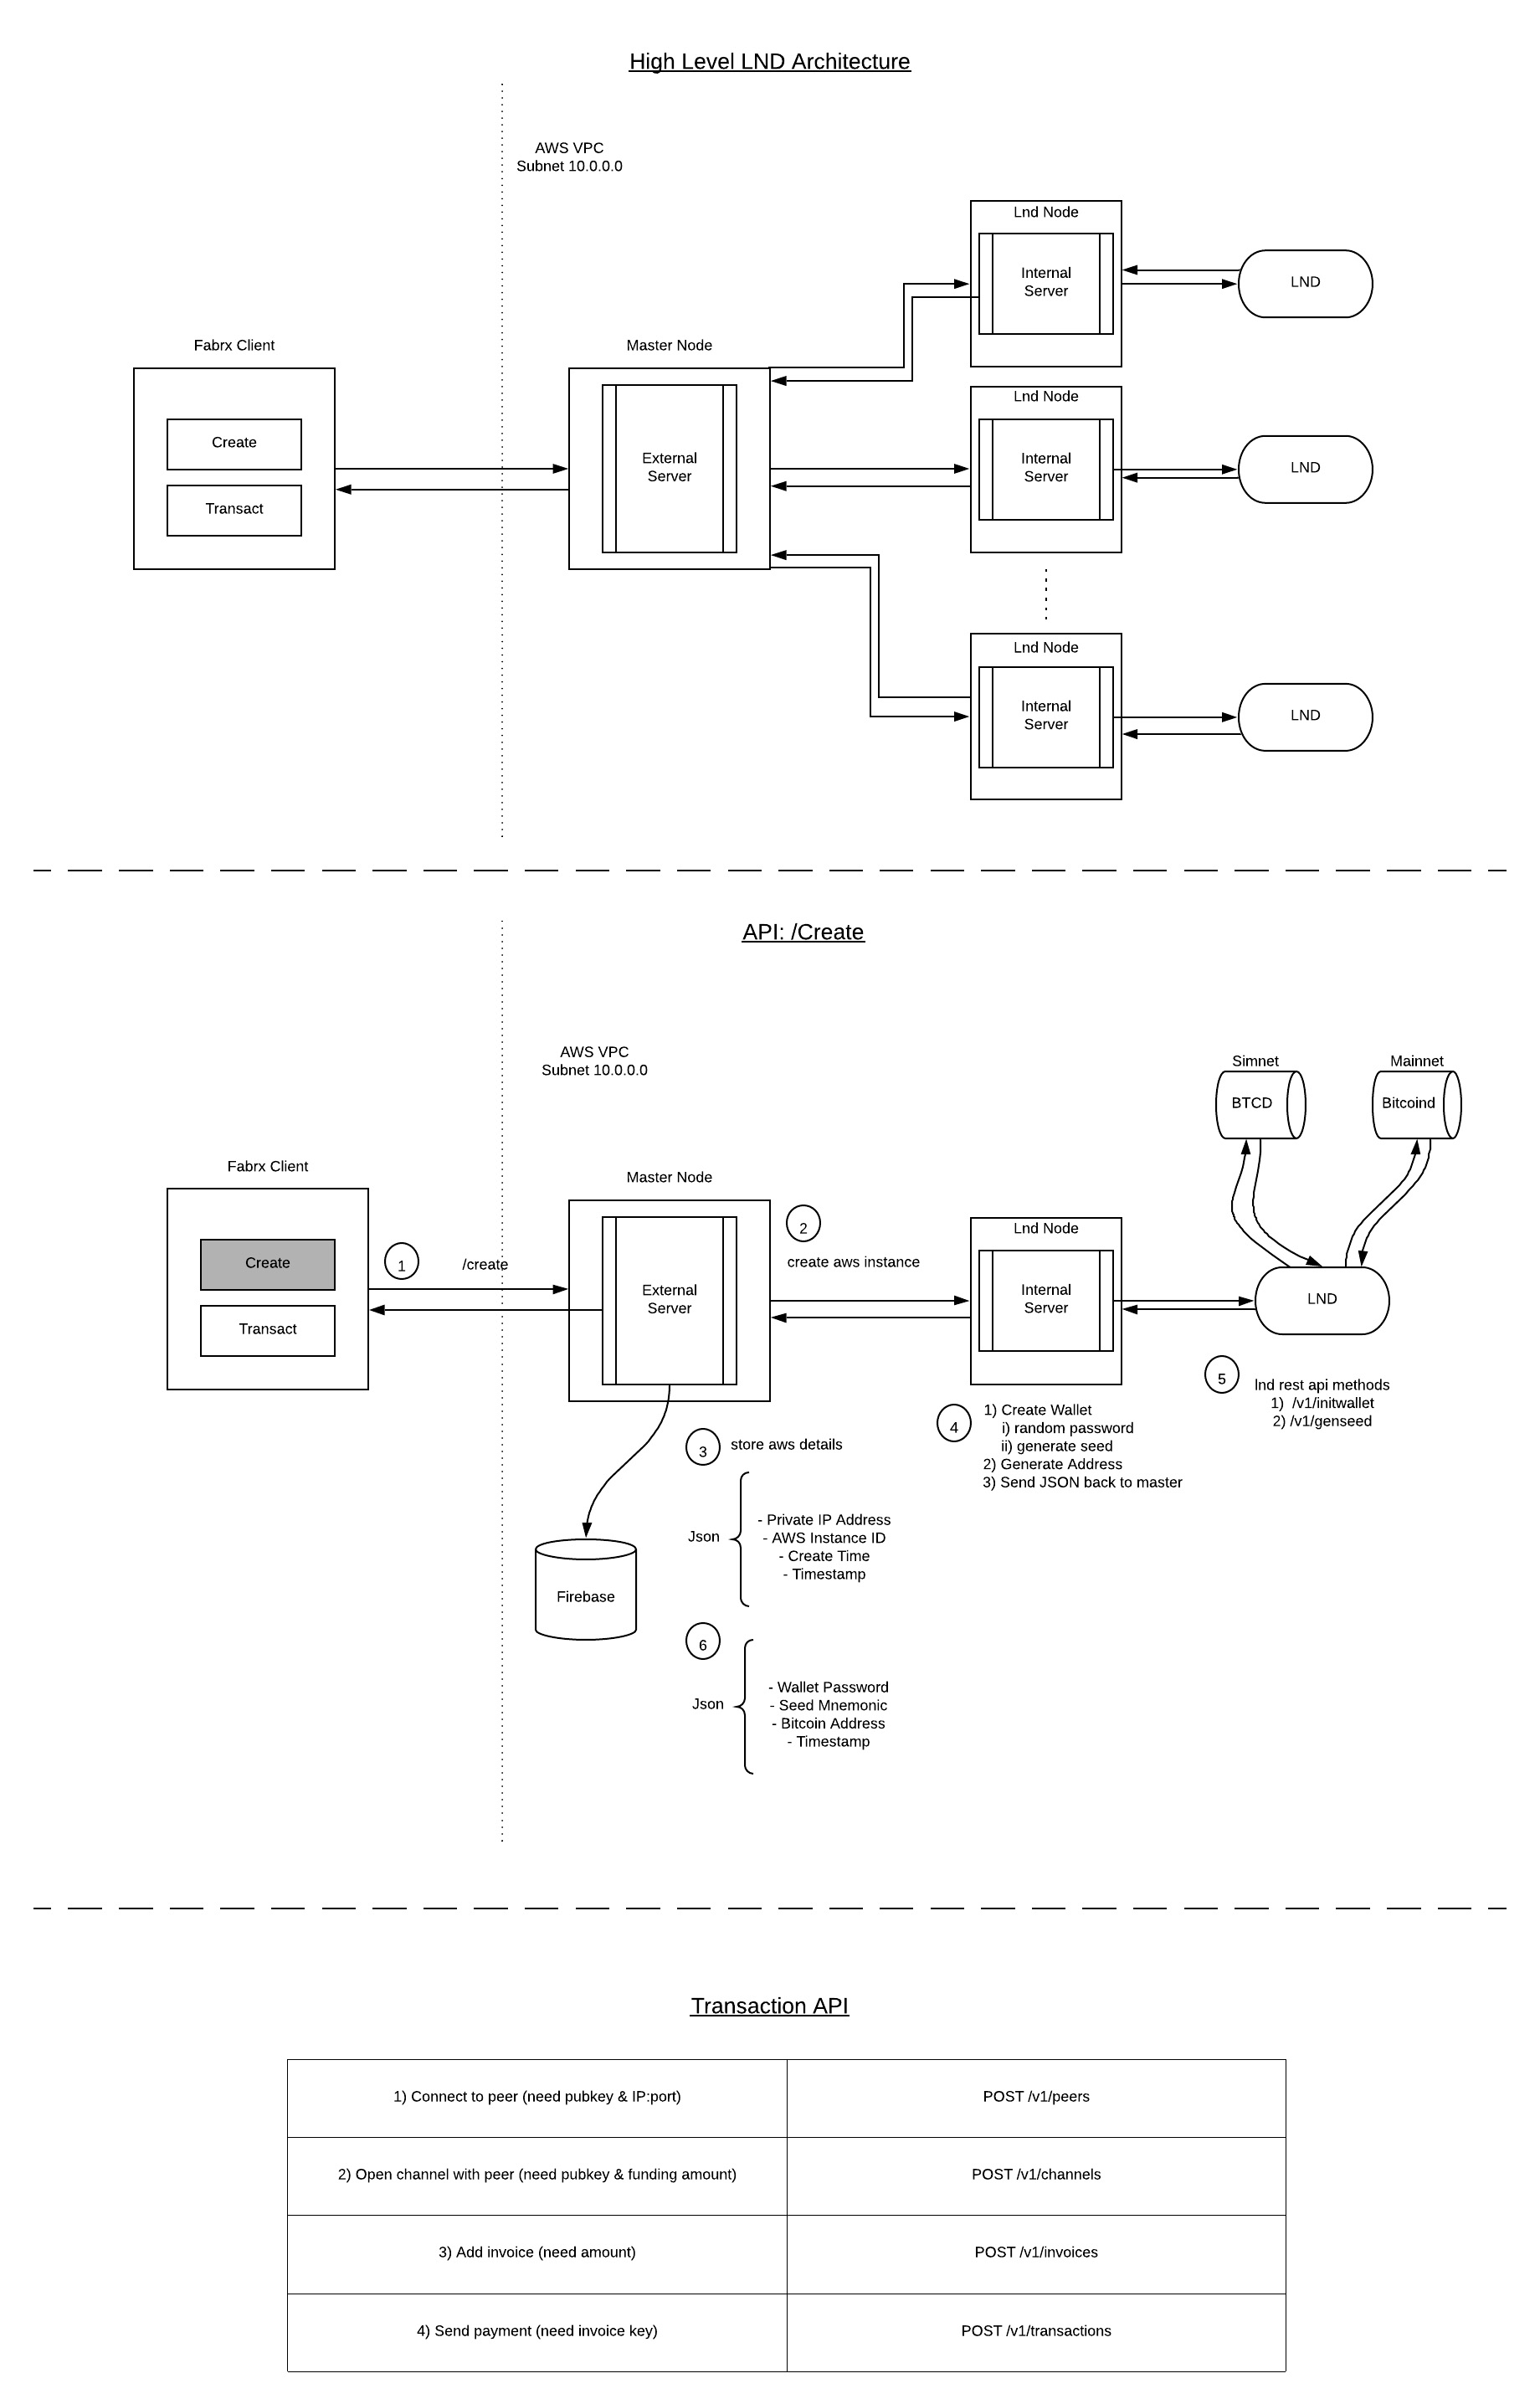 High Level LND Architecture
AWS VPC
Subnet 10.0.0.0
Lnd Node
Internal
Server
LND
Fabrx Client
Create
Transact
Master Node
External
Server
Lnd Node
Internal
Server
LND
Lnd Node
Internal
Server
LND
API: /Create
AWS VPC
Subnet 10.0.0.0
Simnet
BTCD
Mainnet
Bitcoind
Fabrx Client
Create
Transact
1
/create
Master Node
External
Server
2
create aws instance
Lnd Node
Internal
Server
LND
5
lnd rest api methods
1) /v1/initwallet
2) /v1/genseed
4
1) Create Wallet
i) random password
ii) generate seed
2) Generate Address
3) Send JSON back to master
3
store aws details
Json
- Private IP Address
- AWS Instance ID
- Create Time
- Timestamp
Firebase
6
Json
- Wallet Password
- Seed Mnemonic
- Bitcoin Address
- Timestamp
Transaction API
1) Connect to peer (need pubkey & IP:port)
POST /v1/peers
2) Open channel with peer (need pubkey & funding amount)
POST /v1/channels
3) Add invoice (need amount)
POST /v1/invoices
4) Send payment (need invoice key)
POST /v1/transactions